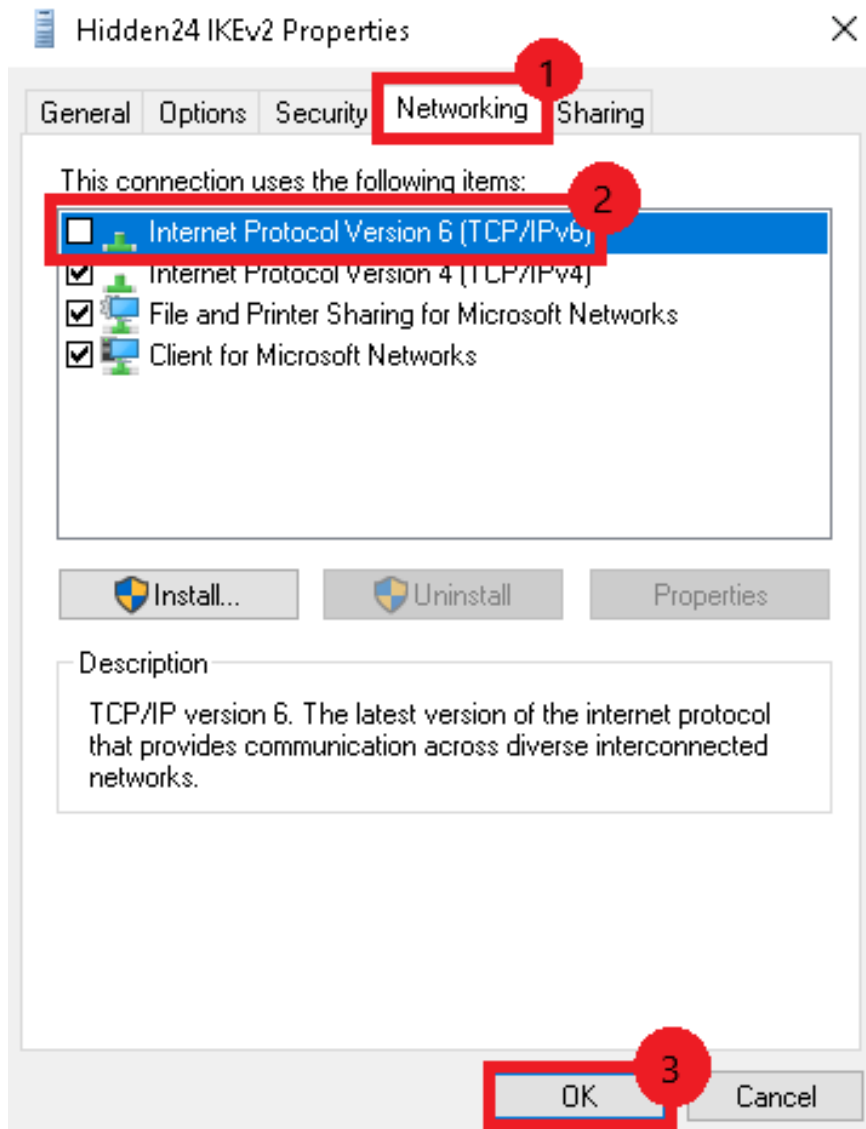 Hidden24 IKEv2 Properties
1
General Options Security Networking Sharing
This connection uses the following items:
2
Internet Protocol Version 6 (TCP/IPv6)
Internet Protocol Version 4 (TCP/IPv4)
File and Printer Sharing for Microsoft Networks
Client for Microsoft Networks
Install... Uninstall Properties
Description
TCP/IP version 6. The latest version of the internet protocol
that provides communication across diverse interconnected
networks.
3
OK Cancel